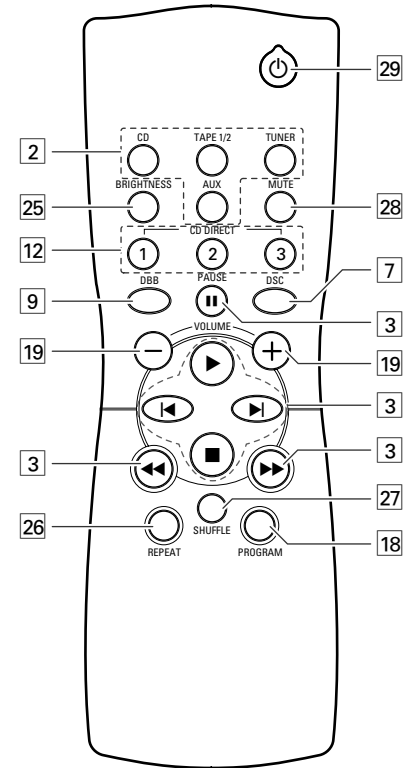 29
CD TAPE 1/2 TUNER
2
BRIGHTNESS AUX MUTE
25 28
CD DIRECT
12 1 2 3
DBB PAUSE DSC 7
9 3
VOLUME
19 − + 19
3
3 3
27
26 SHUFFLE 18
REPEAT PROGRAM